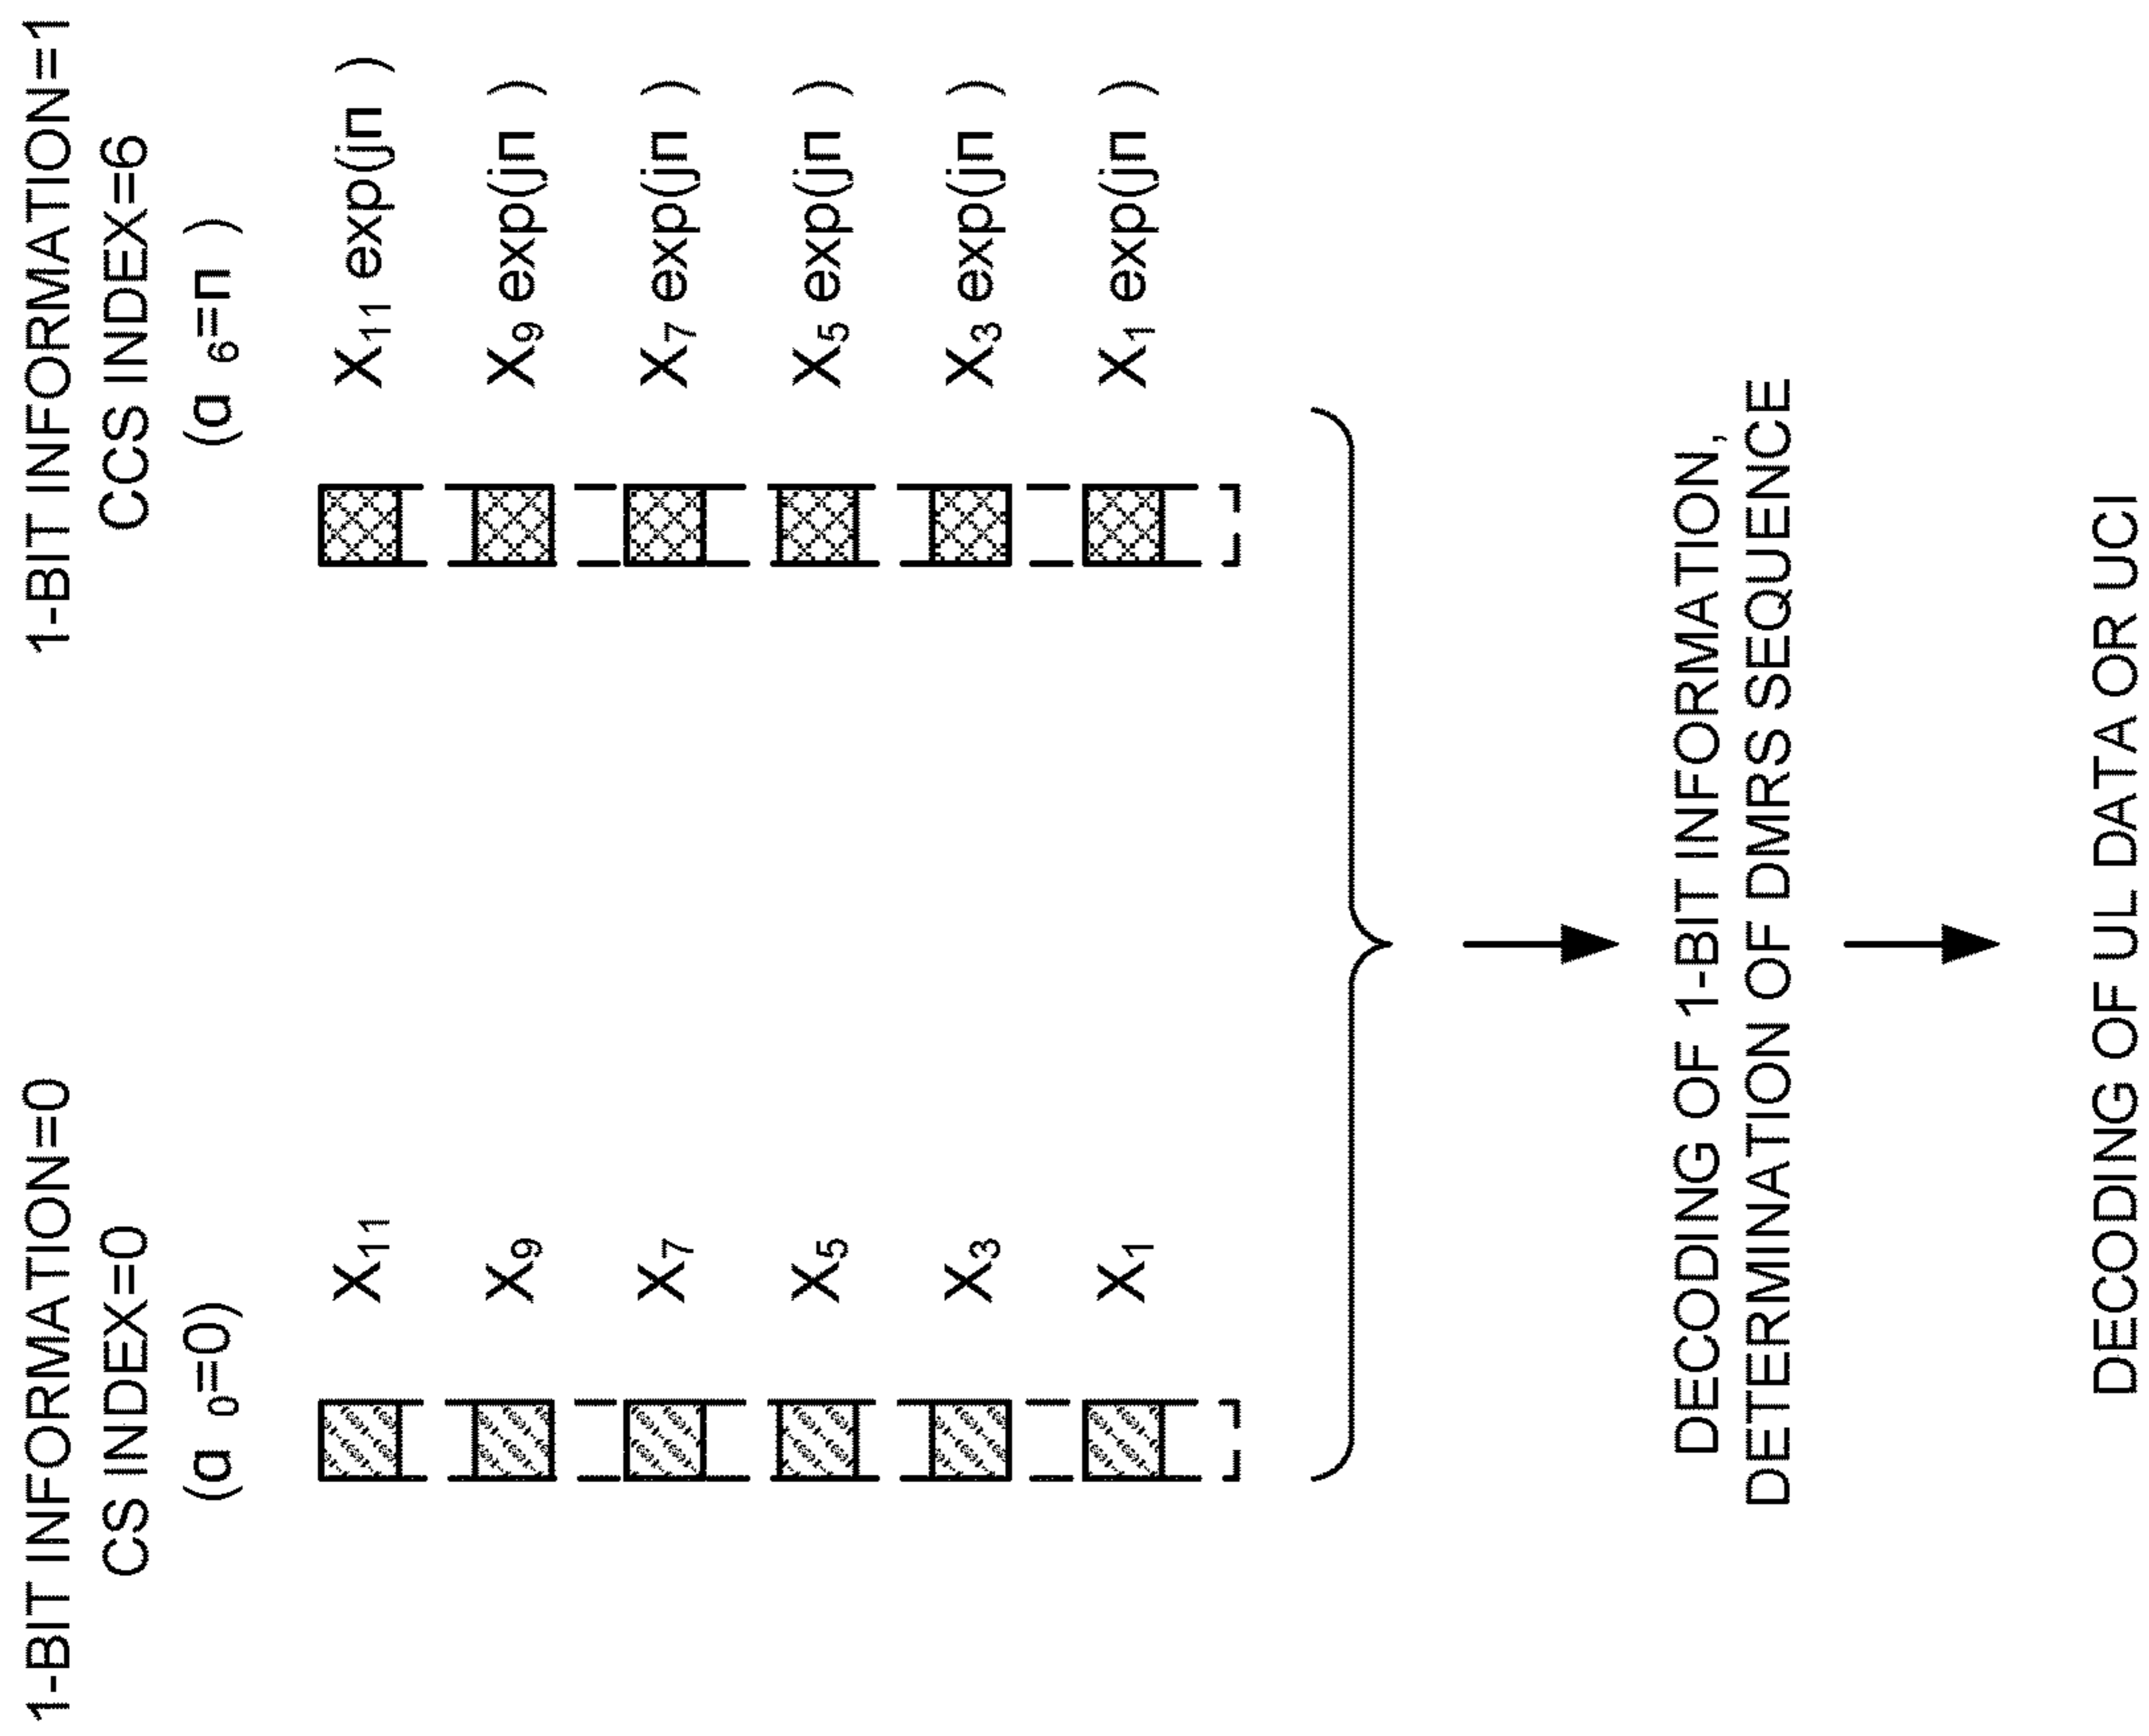 1-BIT INFORMATION=0
CS INDEX=0
(α 0=0)
X11
X9
X7
X5
X3
X1
1-BIT INFORMATION=1
CCS INDEX=6
(α 6=π )
X11 exp(jπ )
X9 exp(jπ )
X7 exp(jπ )
X5 exp(jπ )
X3 exp(jπ )
X1 exp(jπ )
DECODING OF 1-BIT INFORMATION,
DETERMINATION OF DMRS SEQUENCE
DECODING OF UL DATA OR UCI